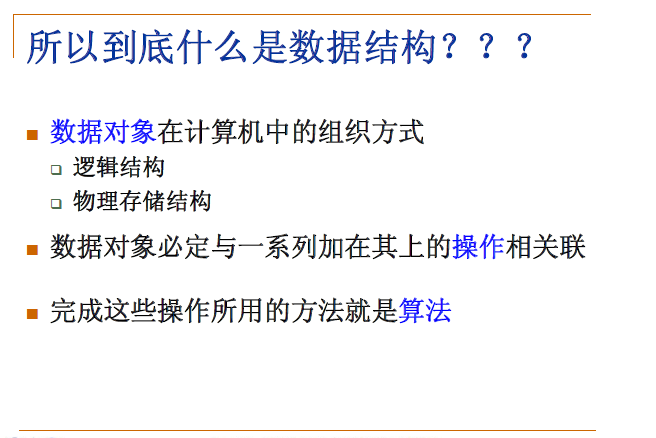 所以到底什么是数据结构？？？
数据对象在计算机中的组织方式
逻辑结构
物理存储结构
数据对象必定与一系列加在其上的操作相关联
完成这些操作所用的方法就是算法